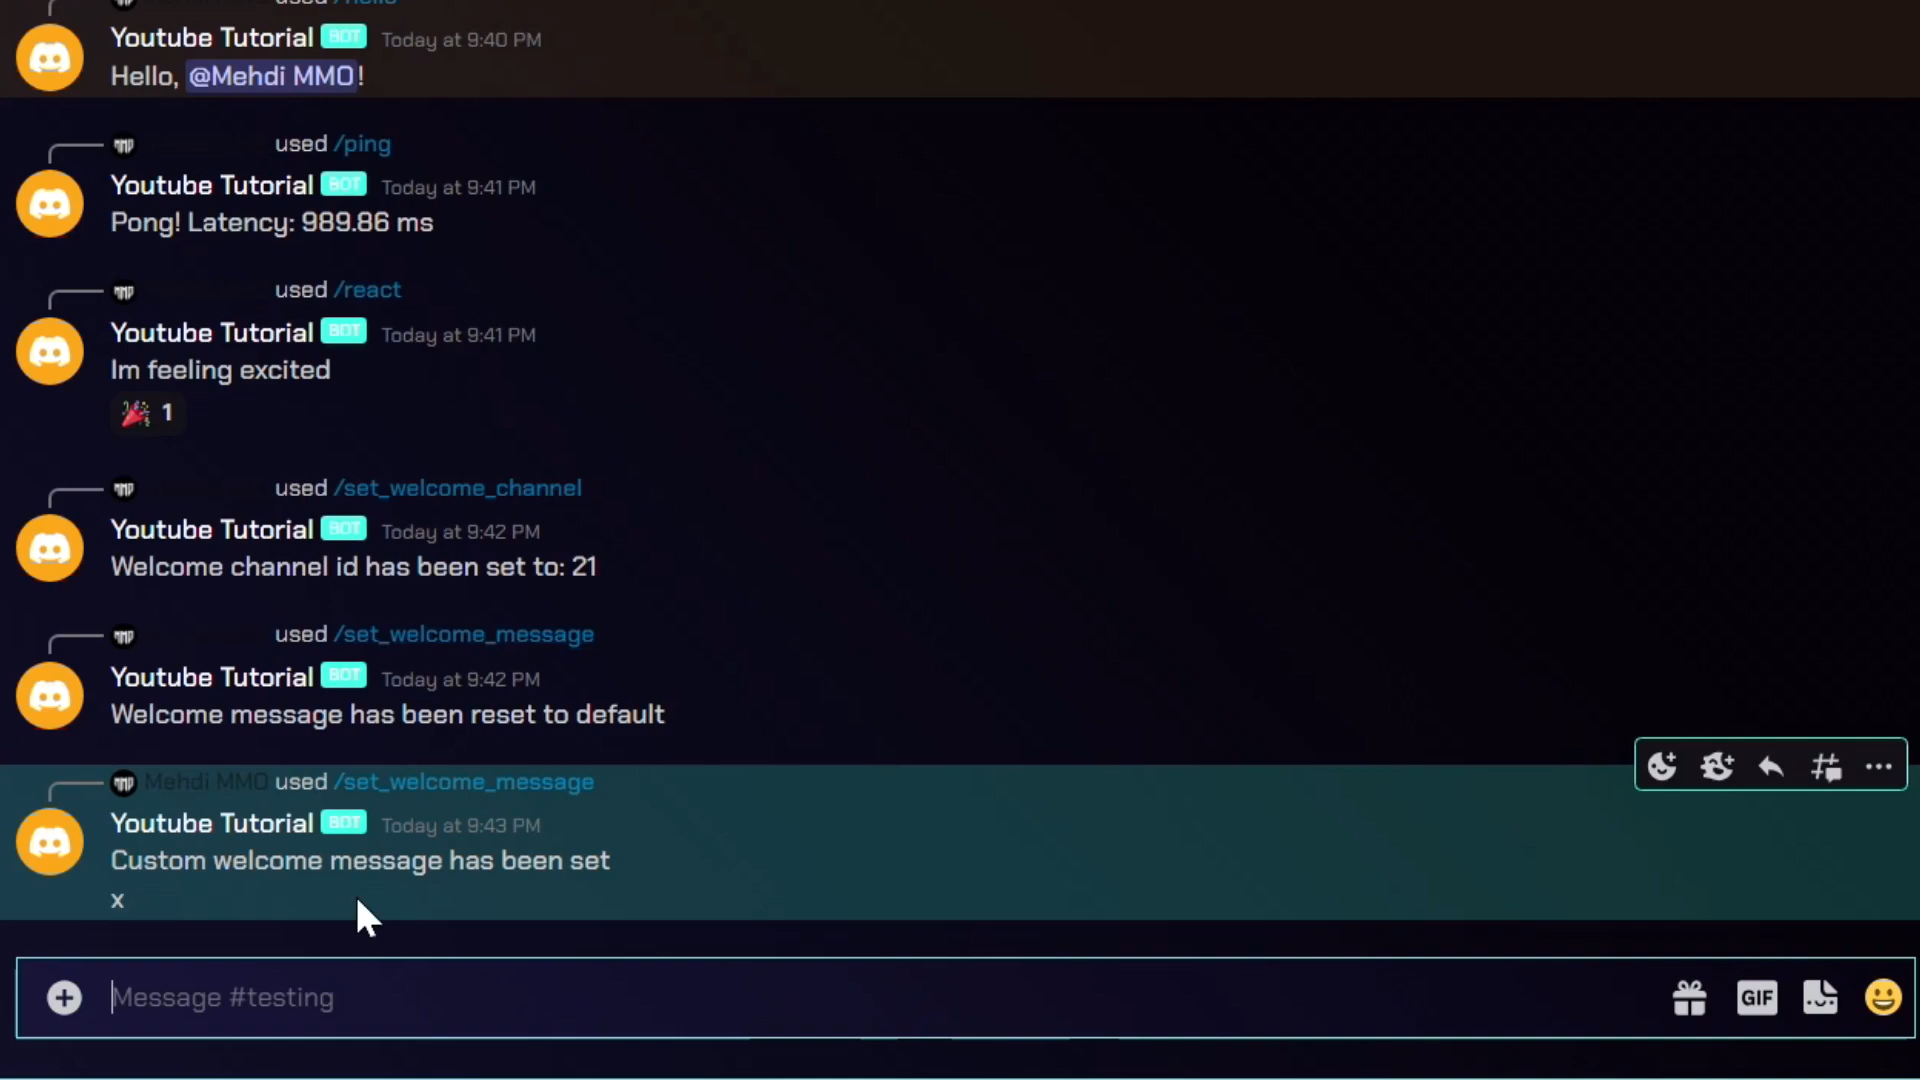 used /hello
Youtube Tutorial BOT Today at 9:40 PM
Hello, @Mehdi MMO!
used /ping
Youtube Tutorial BOT Today at 9:41 PM
Pong! Latency: 989.86 ms
used /react
Youtube Tutorial BOT Today at 9:41 PM
Im feeling excited
1
used /set_welcome_channel
Youtube Tutorial BOT Today at 9:42 PM
Welcome channel id has been set to: 21
used /set_welcome_message
Youtube Tutorial BOT Today at 9:42 PM
Welcome message has been reset to default
Mehdi MMO used /set_welcome_message
Youtube Tutorial BOT Today at 9:43 PM
Custom welcome message has been set
x
Message #testing
GIF